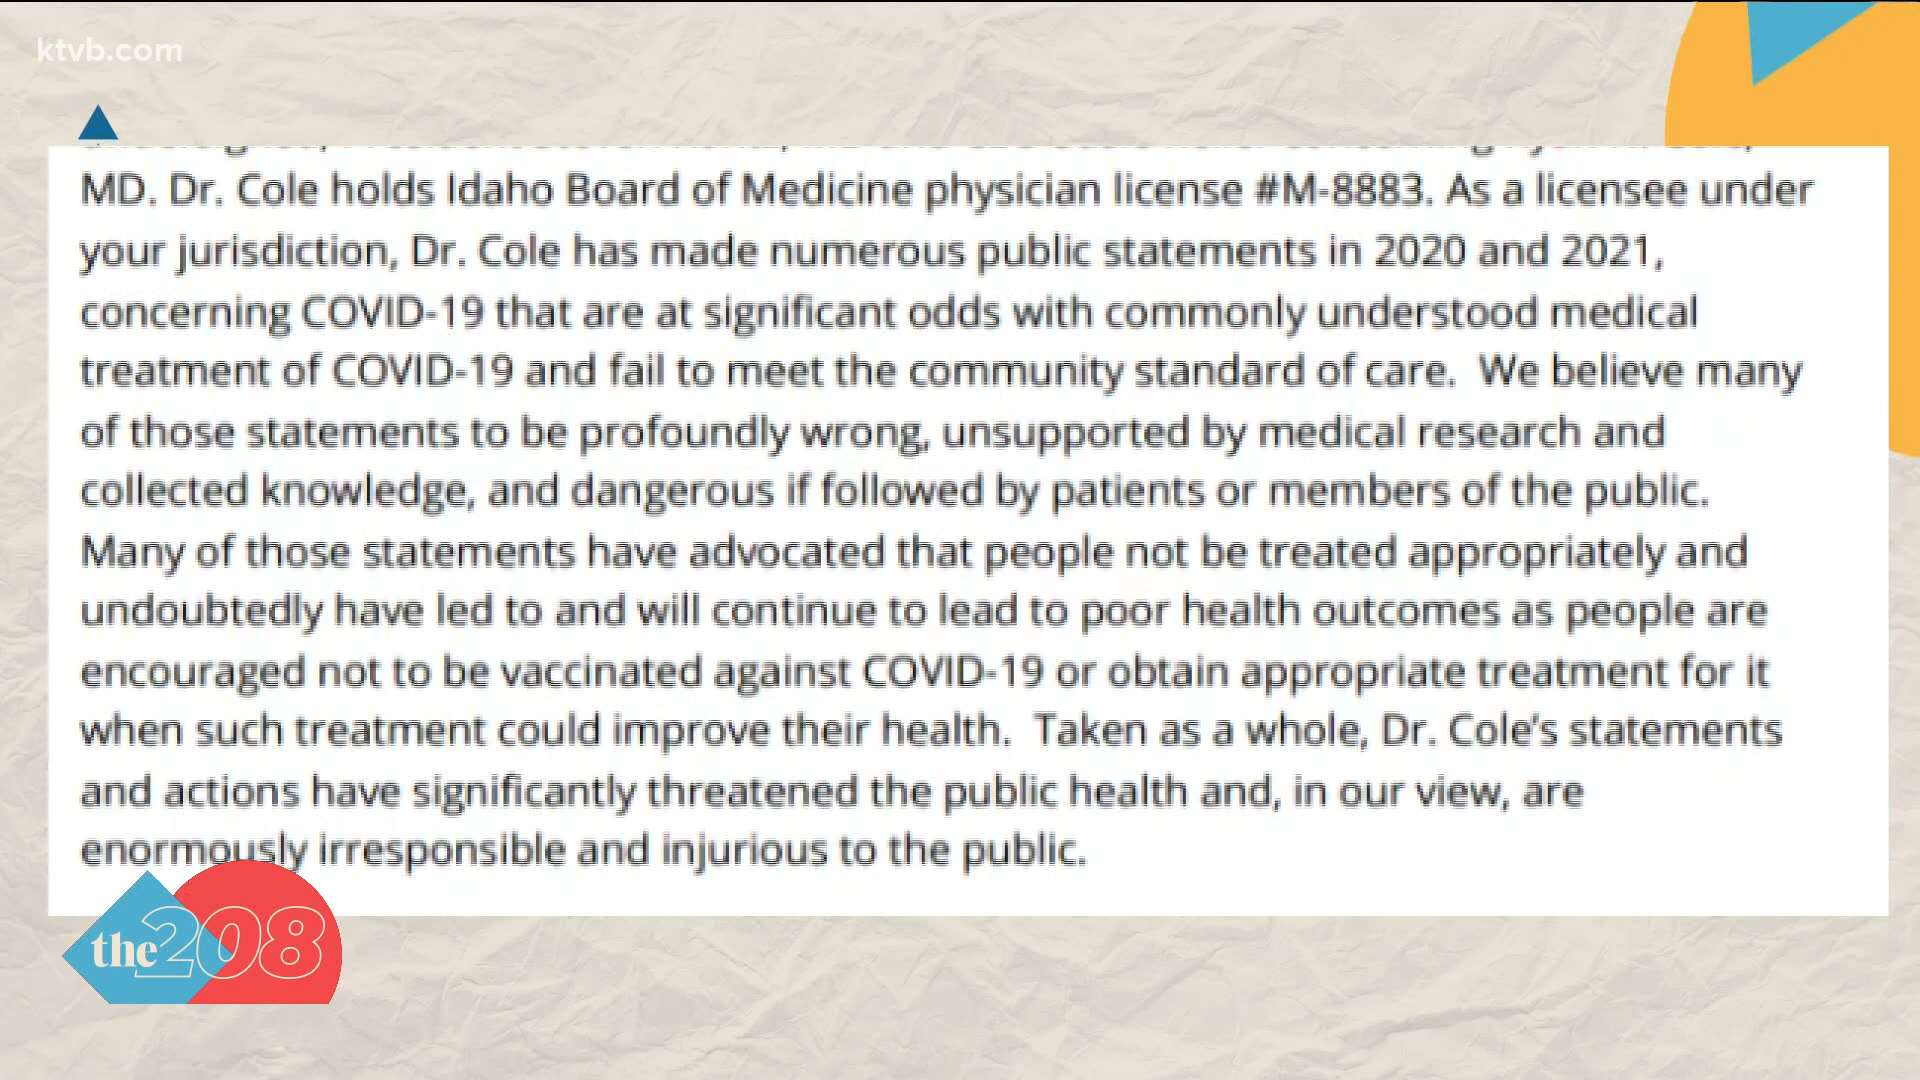 ktvb.com
MD. Dr. Cole holds Idaho Board of Medicine physician license #M-8883. As a licensee under
your jurisdiction, Dr. Cole has made numerous public statements in 2020 and 2021,
concerning COVID-19 that are at significant odds with commonly understood medical
treatment of COVID-19 and fail to meet the community standard of care. We believe many
of those statements to be profoundly wrong, unsupported by medical research and
collected knowledge, and dangerous if followed by patients or members of the public.
Many of those statements have advocated that people not be treated appropriately and
undoubtedly have led to and will continue to lead to poor health outcomes as people are
encouraged not to be vaccinated against COVID-19 or obtain appropriate treatment for it
when such treatment could improve their health. Taken as a whole, Dr. Cole's statements
and actions have significantly threatened the public health and, in our view, are
enormously irresponsible and injurious to the public.
the 208